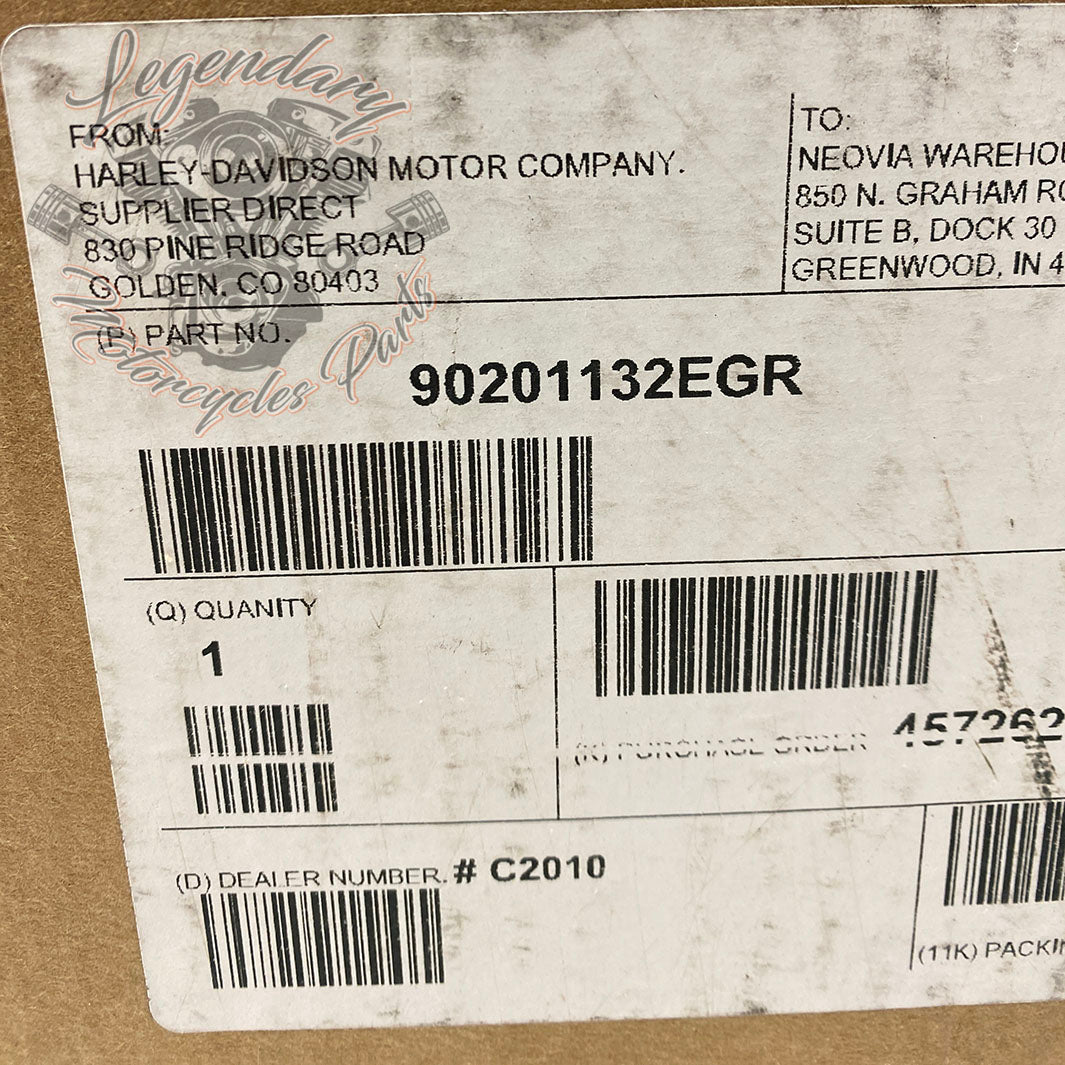 Legendary
Motorcycles Parts
FROM:
HARLEY-DAVIDSON MOTOR COMPANY.
SUPPLIER DIRECT
830 PINE RIDGE ROAD
GOLDEN, CO 80403
TO:
NEOVIA WAREHOU
850 N. GRAHAM RO
SUITE B, DOCK 30
GREENWOOD, IN 4
(P) PART NO.
90201132EGR
(Q) QUANITY
1
(K) PURCHASE ORDER 457262
(D) DEALER NUMBER. # C2010
(11K) PACKI